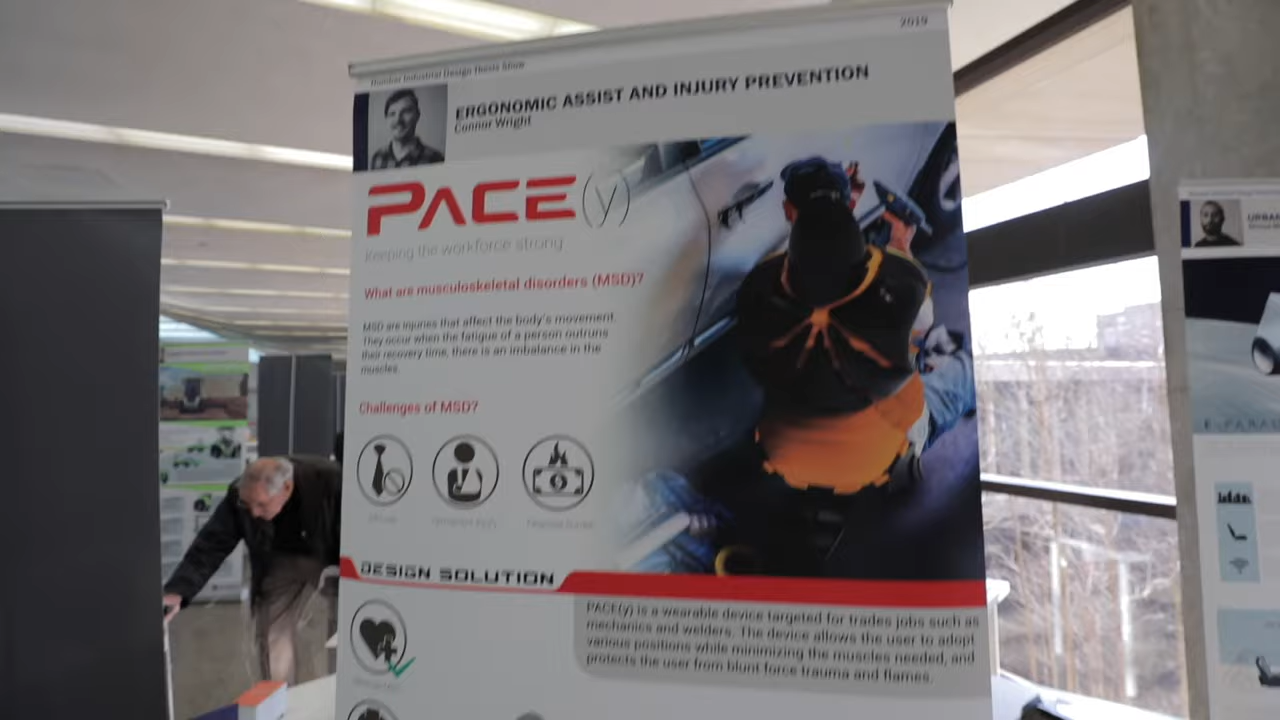 2019
Humber Industrial Design Thesis Show
ERGONOMIC ASSIST AND INJURY PREVENTION
Connor Wright
PACE(y)
Keeping the workforce strong
What are musculoskeletal disorders (MSD)?
MSD are injuries that affect the body's movement.
They occur when the fatigue of a person outruns
their recovery time, there is an imbalance in the
muscles.
Challenges of MSD?
DESIGN SOLUTION
PACE(y) is a wearable device targeted for trades jobs such as
mechanics and welders. The device allows the user to adopt
various positions while minimizing the muscles needed, and
protects the user from blunt force trauma and flames.